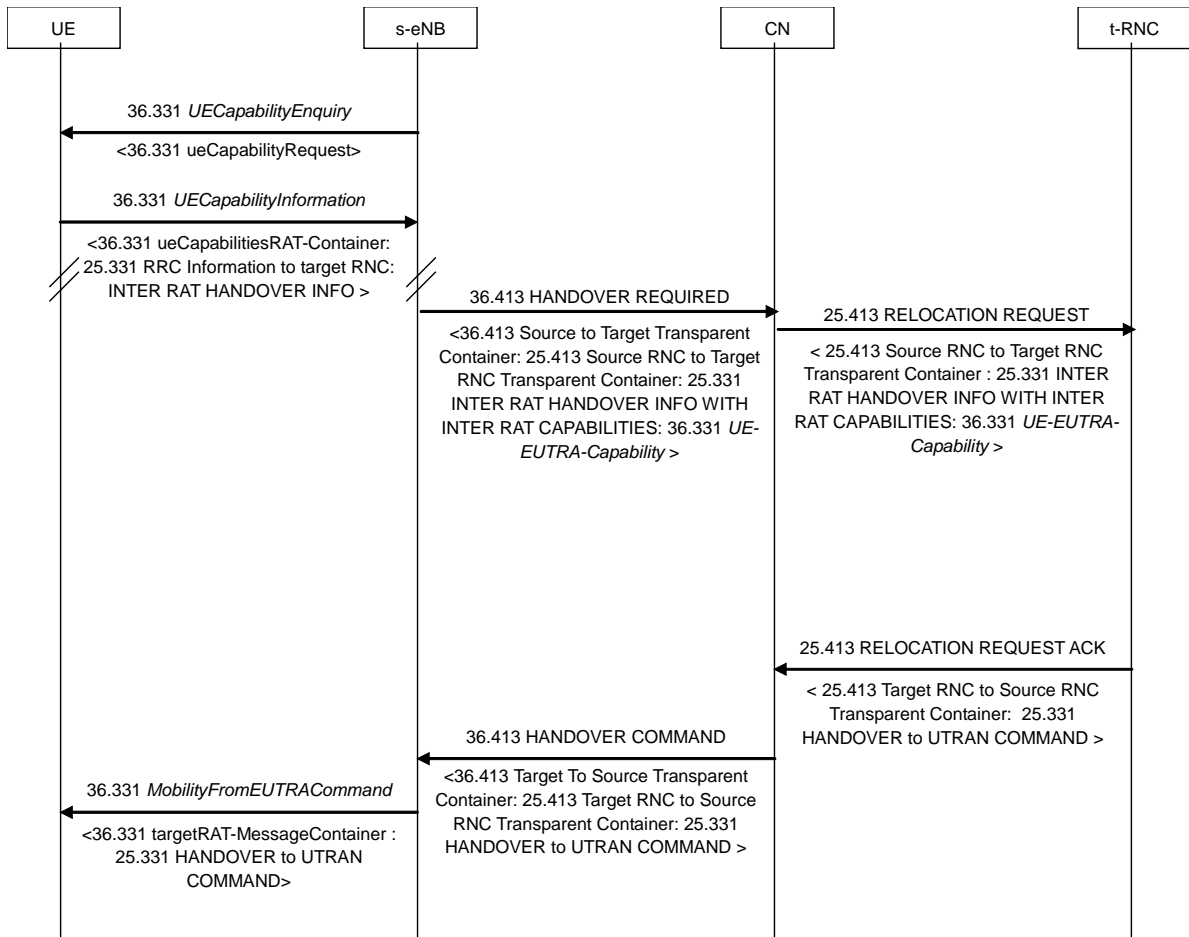 UE
s-eNB
CN
t-RNC
36.331 UECapabilityEnquiry
<36.331 ueCapabilityRequest>
36.331 UECapabilityInformation
<36.331 ueCapabilitiesRAT-Container:
25.331 RRC Information to target RNC:
INTER RAT HANDOVER INFO >
36.413 HANDOVER REQUIRED
<36.413 Source to Target Transparent
Container: 25.413 Source RNC to Target
RNC Transparent Container: 25.331
INTER RAT HANDOVER INFO WITH
INTER RAT CAPABILITIES: 36.331 UE-
EUTRA-Capability >
25.413 RELOCATION REQUEST
< 25.413 Source RNC to Target RNC
Transparent Container : 25.331 INTER
RAT HANDOVER INFO WITH INTER
RAT CAPABILITIES: 36.331 UE-EUTRA-
Capability >
25.413 RELOCATION REQUEST ACK
< 25.413 Target RNC to Source RNC
Transparent Container:  25.331
HANDOVER to UTRAN COMMAND >
36.413 HANDOVER COMMAND
<36.413 Target To Source Transparent
Container: 25.413 Target RNC to Source
RNC Transparent Container: 25.331
HANDOVER to UTRAN COMMAND >
36.331 MobilityFromEUTRACommand
<36.331 targetRAT-MessageContainer :
25.331 HANDOVER to UTRAN
COMMAND>